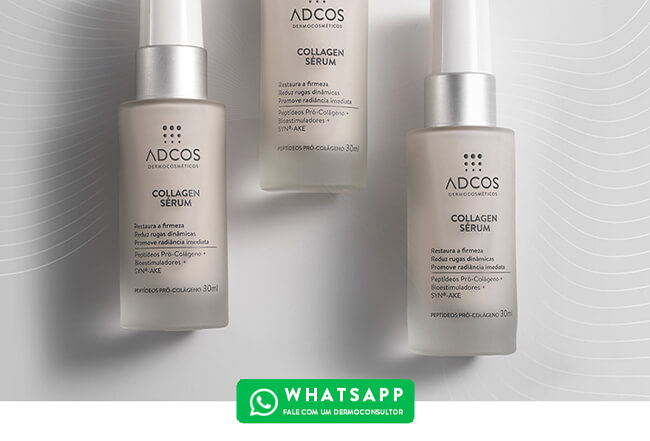 ADCOS
DERMOCOSMÉTICOS
COLLAGEN
SÉRUM
Restaura a firmeza
Reduz rugas dinâmicas
Promove radiância imediata
Peptídeos Pró-Colágeno +
Bioestimuladores +
SYN®-AKE
PEPTÍDEOS PRÓ-COLÁGENO 30ml
ADCOS
DERMOCOSMÉTICOS
COLLAGEN
SÉRUM
Restaura a firmeza
Reduz rugas dinâmicas
Promove radiância imediata
Peptídeos Pró-Colágeno +
Bioestimuladores +
SYN®-AKE
PEPTÍDEOS PRÓ-COLÁGENO 30ml
ADCOS
DERMOCOSMÉTICOS
COLLAGEN
SÉRUM
Restaura a firmeza
Reduz rugas dinâmicas
Promove radiância imediata
Peptídeos Pró-Colágeno +
Bioestimuladores +
SYN®-AKE
PEPTÍDEOS PRÓ-COLÁGENO 30ml
WHATSAPP
FALE COM UM DERMOCONSULTOR